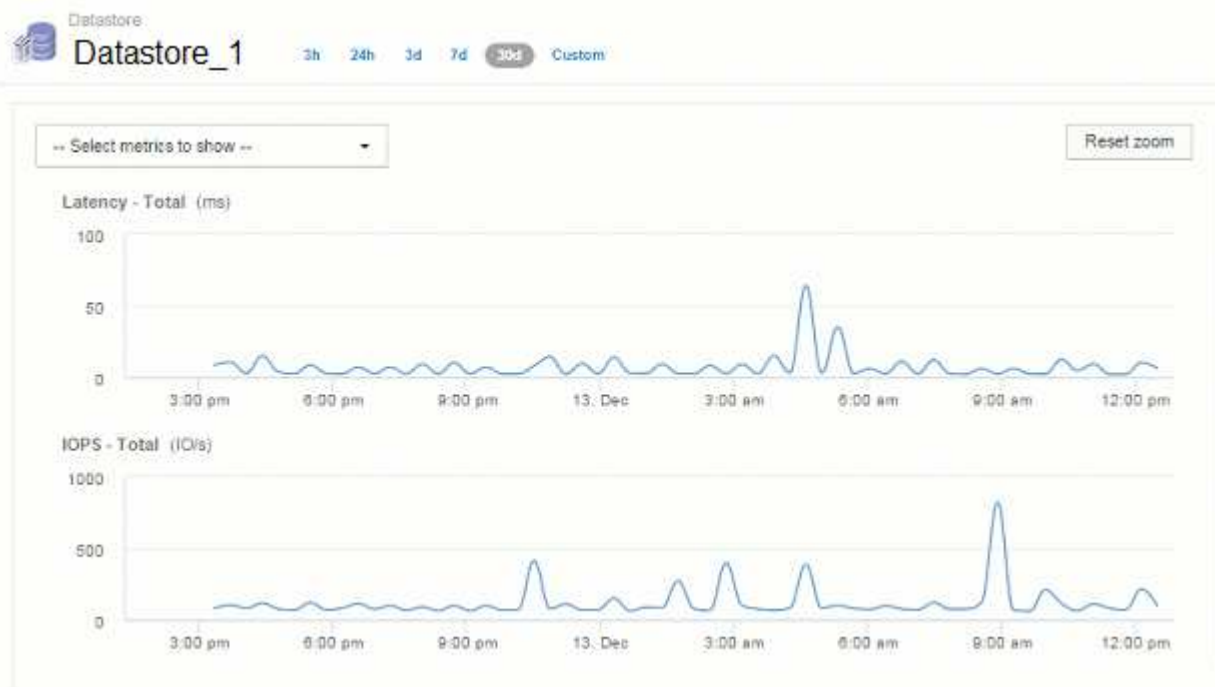 Datastore
Datastore_1 3h 24h 3d 7d 30d Custom
-- Select metrics to show -- Reset zoom
Latency - Total (ms)
100
50
0
3:00 pm 6:00 pm 9:00 pm 13. Dec 3:00 am 6:00 am 9:00 am 12:00 pm
IOPS - Total (IO/s)
1000
500
0
3:00 pm 6:00 pm 9:00 pm 13. Dec 3:00 am 6:00 am 9:00 am 12:00 pm